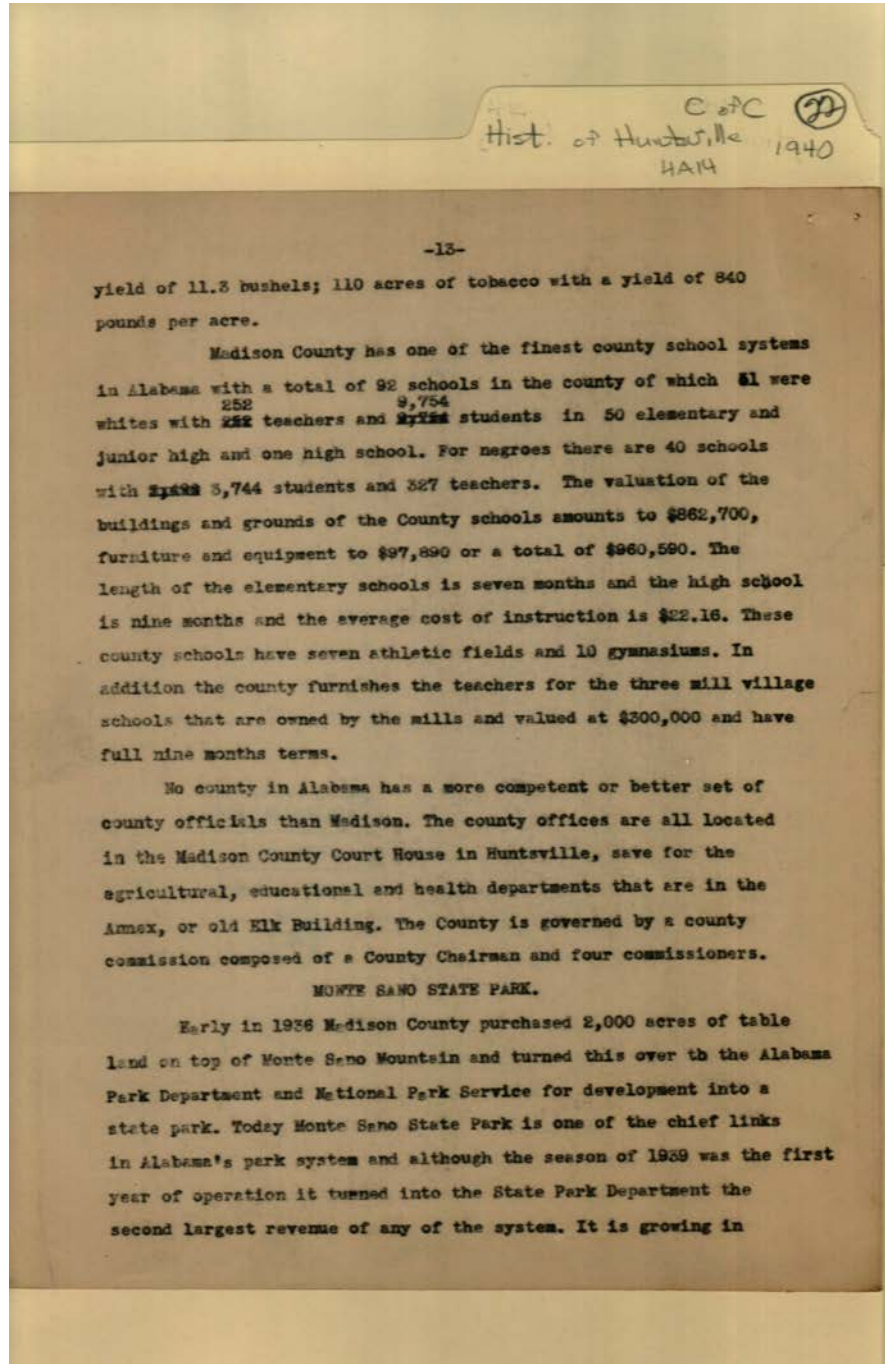 C of C 22
Hist. of Huntsville 1940
4A14
-13-
yield of 11.3 bushels; 110 acres of tobacco with a yield of 840
pounds per acre.
Madison County has one of the finest county school systems
in Alabama with a total of 92 schools in the county of which 51 were
252 9,754
whites with teachers and students in 50 elementary and
junior high and one high school. For negroes there are 40 schools
with 3,744 students and 327 teachers. The valuation of the
buildings and grounds of the County schools amounts to $862,700,
furniture and equipment to $97,890 or a total of $960,590. The
length of the elementary schools is seven months and the high school
is nine months and the average cost of instruction is $22.16. These
county schools have seven athletic fields and 10 gymnasiums. In
addition the county furnishes the teachers for the three mill village
schools that are owned by the mills and valued at $300,000 and have
full nine months terms.
No county in Alabama has a more competent or better set of
county officials than Madison. The county offices are all located
in the Madison County Court House in Huntsville, save for the
agricultural, educational and health departments that are in the
Annex, or old Elk Building. The County is governed by a county
commission composed of a County Chairman and four commissioners.
MONTE SANO STATE PARK.
Early in 1936 Madison County purchased 2,000 acres of table
land on top of Monte Sano Mountain and turned this over tb the Alabama
Park Department and National Park Service for development into a
state park. Today Monte Sano State Park is one of the chief links
in Alabama's park system and although the season of 1939 was the first
year of operation it turned into the State Park Department the
second largest revenue of any of the system. It is growing in